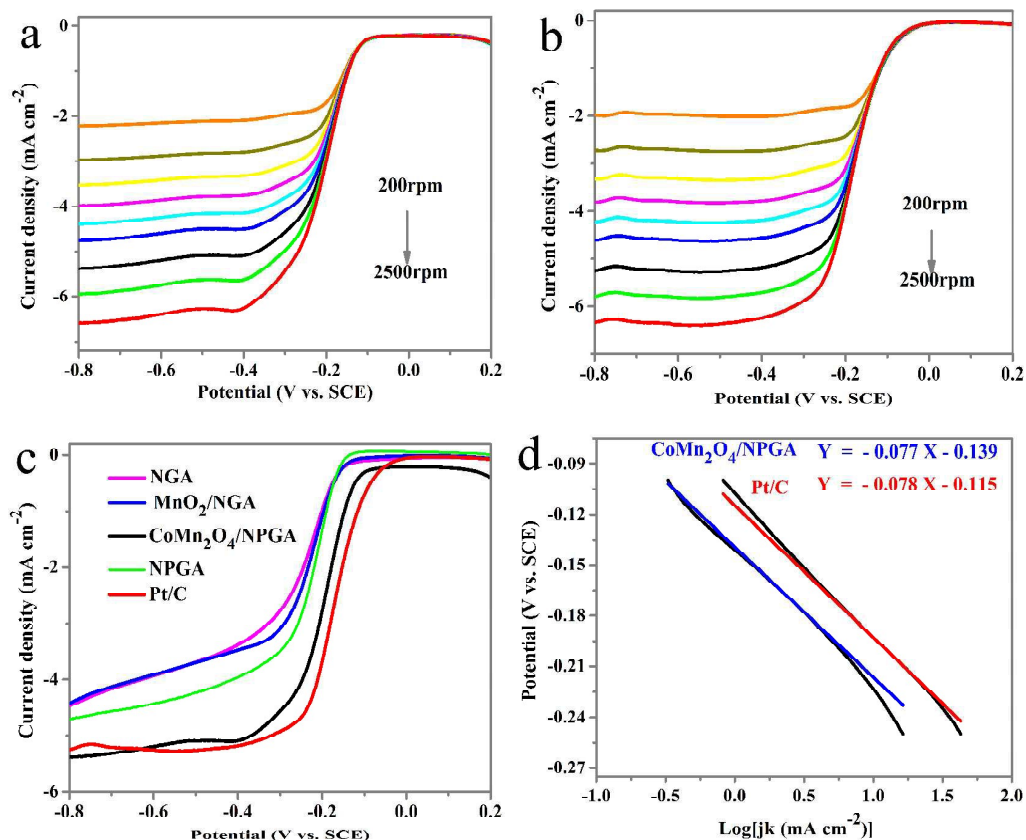 a
0
-2
-4
-6
Current density (mA cm-2)
200rpm
2500rpm
-0.8 -0.6 -0.4 -0.2 0.0 0.2
Potential (V vs. SCE)
b
0
-2
-4
-6
Current density (mA cm-2)
200rpm
2500rpm
-0.8 -0.6 -0.4 -0.2 0.0 0.2
Potential (V vs. SCE)
c
0
-2
-4
-6
Current density (mA cm-2)
NGA
MnO2/NGA
CoMn2O4/NPGA
NPGA
Pt/C
-0.8 -0.6 -0.4 -0.2 0.0 0.2
Potential (V vs. SCE)
d
CoMn2O4/NPGA Y = - 0.077 X - 0.139
Pt/C Y = - 0.078 X - 0.115
-0.09
-0.12
-0.15
-0.18
-0.21
-0.24
-0.27
Potential (V vs. SCE)
-1.0 -0.5 0.0 0.5 1.0 1.5 2.0
Log[jk (mA cm-2)]